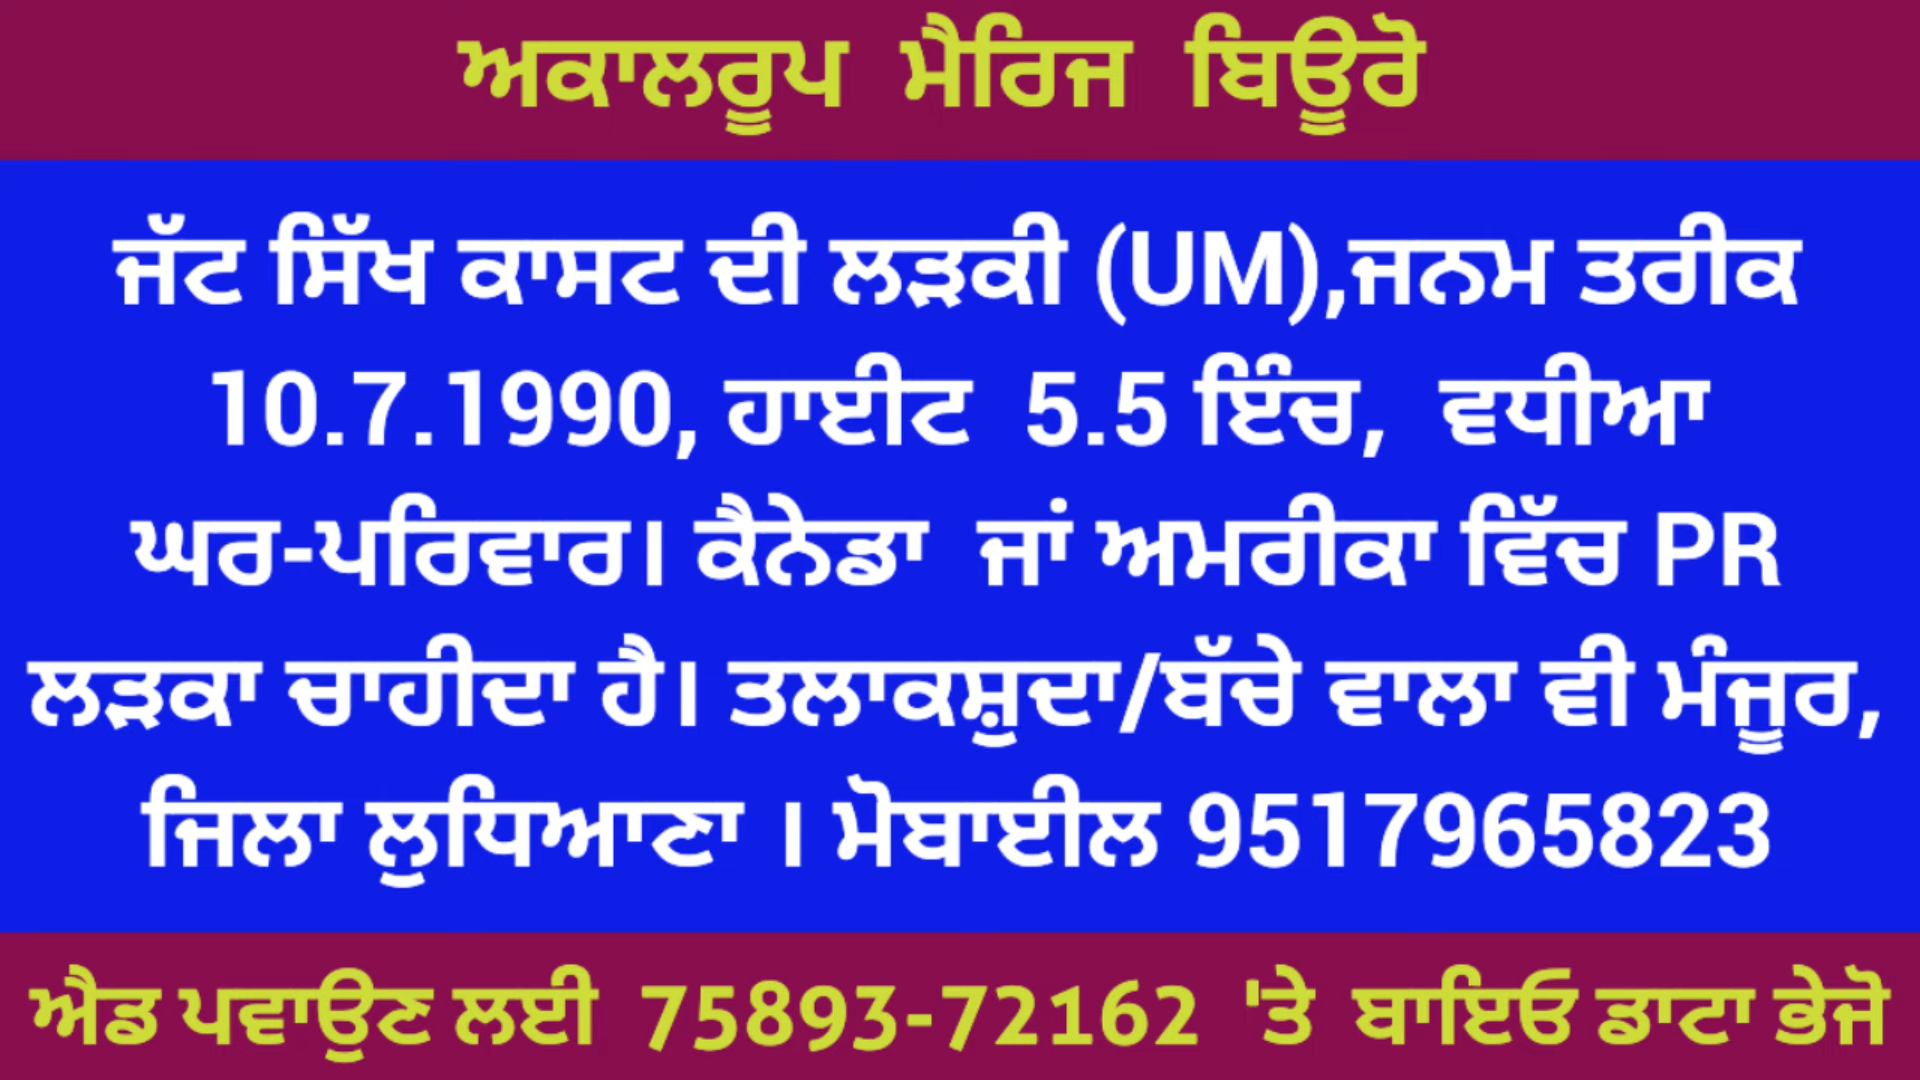 ਅਕਾਲਰੂਪ ਮੈਰਿਜ ਬਿਊਰੋ
ਜੱਟ ਸਿੱਖ ਕਾਸਟ ਦੀ ਲੜਕੀ (UM),ਜਨਮ ਤਰੀਕ
10.7.1990, ਹਾਈਟ 5.5 ਇੰਚ, ਵਧੀਆ
ਘਰ-ਪਰਿਵਾਰ। ਕੈਨੇਡਾ ਜਾਂ ਅਮਰੀਕਾ ਵਿੱਚ PR
ਲੜਕਾ ਚਾਹੀਦਾ ਹੈ। ਤਲਾਕਸ਼ੁਦਾ/ਬੱਚੇ ਵਾਲਾ ਵੀ ਮੰਜੂਰ,
ਜਿਲਾ ਲੁਧਿਆਣਾ । ਮੋਬਾਈਲ 9517965823
ਐਡ ਪਵਾਉਣ ਲਈ 75893-72162 'ਤੇ ਬਾਇਓ ਡਾਟਾ ਭੇਜੋ